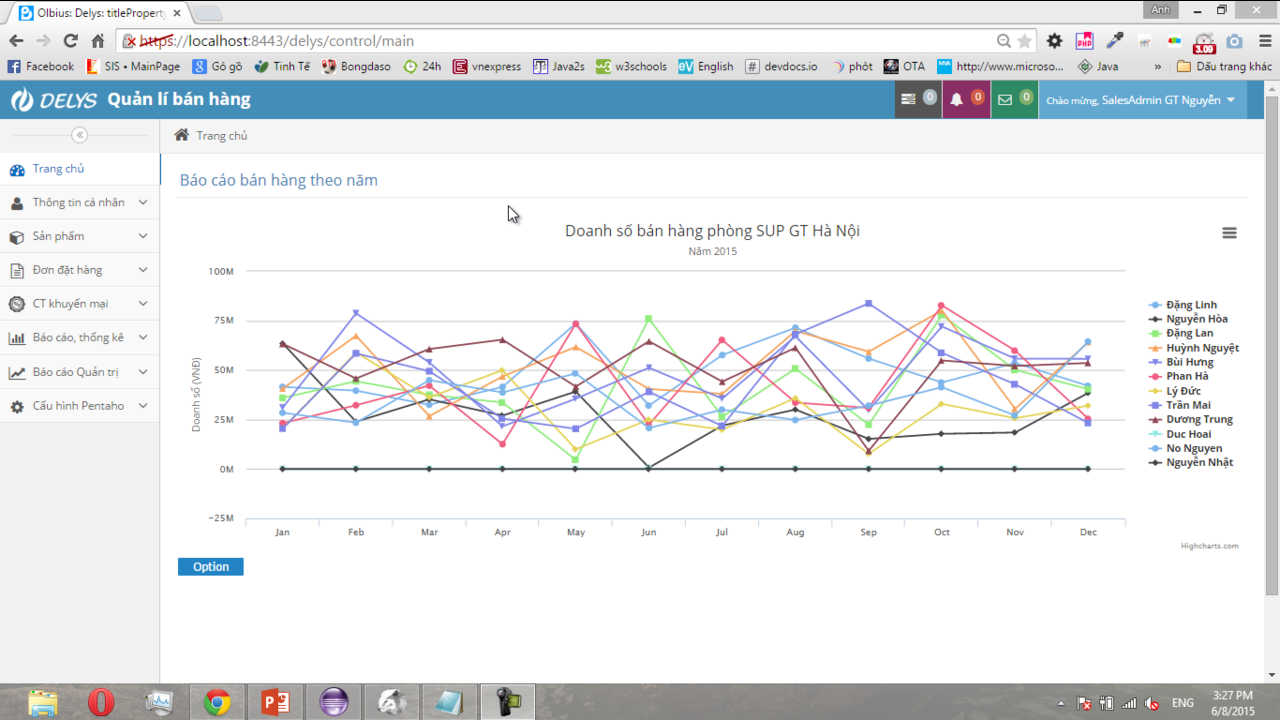 Olbius: Delys: titleProperty
Anh
https://localhost:8443/delys/control/main
PHP
3.09
Facebook
SIS • MainPage
Gó gõ
Tinh Tế
Bongdaso
24h
vnexpress
Java2s
w3schools
English
devdocs.io
phót
OTA
http://www.microso...
Java
»
Dấu trang khác
DELYS Quản lí bán hàng
0
0
0
Chào mừng, SalesAdmin GT Nguyễn
Trang chủ
Trang chủ
Thông tin cá nhân
Sản phẩm
Đơn đặt hàng
CT khuyến mại
Báo cáo, thống kê
Báo cáo Quản trị
Cấu hình Pentaho
Báo cáo bán hàng theo năm
Doanh số bán hàng phòng SUP GT Hà Nội
Năm 2015
Doanh số (VNĐ)
100M
75M
50M
25M
0M
−25M
Jan
Feb
Mar
Apr
May
Jun
Jul
Aug
Sep
Oct
Nov
Dec
Đặng Linh
Nguyễn Hòa
Đặng Lan
Huỳnh Nguyệt
Bùi Hưng
Phan Hà
Lý Đức
Trần Mai
Dương Trung
Duc Hoai
No Nguyen
Nguyễn Nhật
Highcharts.com
Option
ENG
3:27 PM
6/8/2015